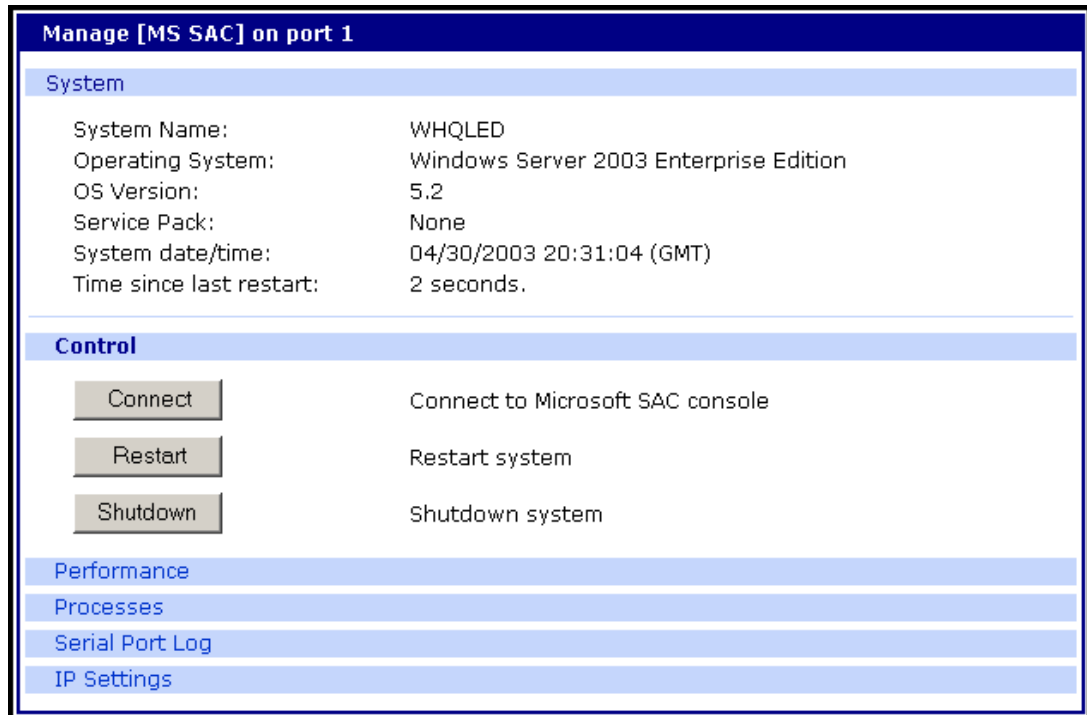 Manage [MS SAC] on port 1
System
System Name: WHQLED
Operating System: Windows Server 2003 Enterprise Edition
OS Version: 5.2
Service Pack: None
System date/time: 04/30/2003 20:31:04 (GMT)
Time since last restart: 2 seconds.
Control
Connect Connect to Microsoft SAC console
Restart Restart system
Shutdown Shutdown system
Performance
Processes
Serial Port Log
IP Settings